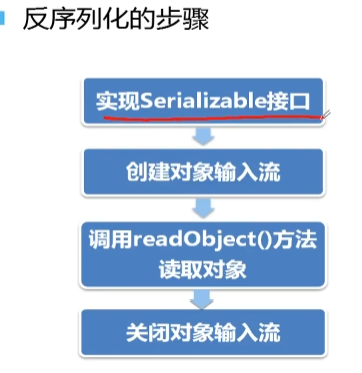 反序列化的步骤
实现Serializable接口
创建对象输入流
调用readObject()方法
读取对象
关闭对象输入流